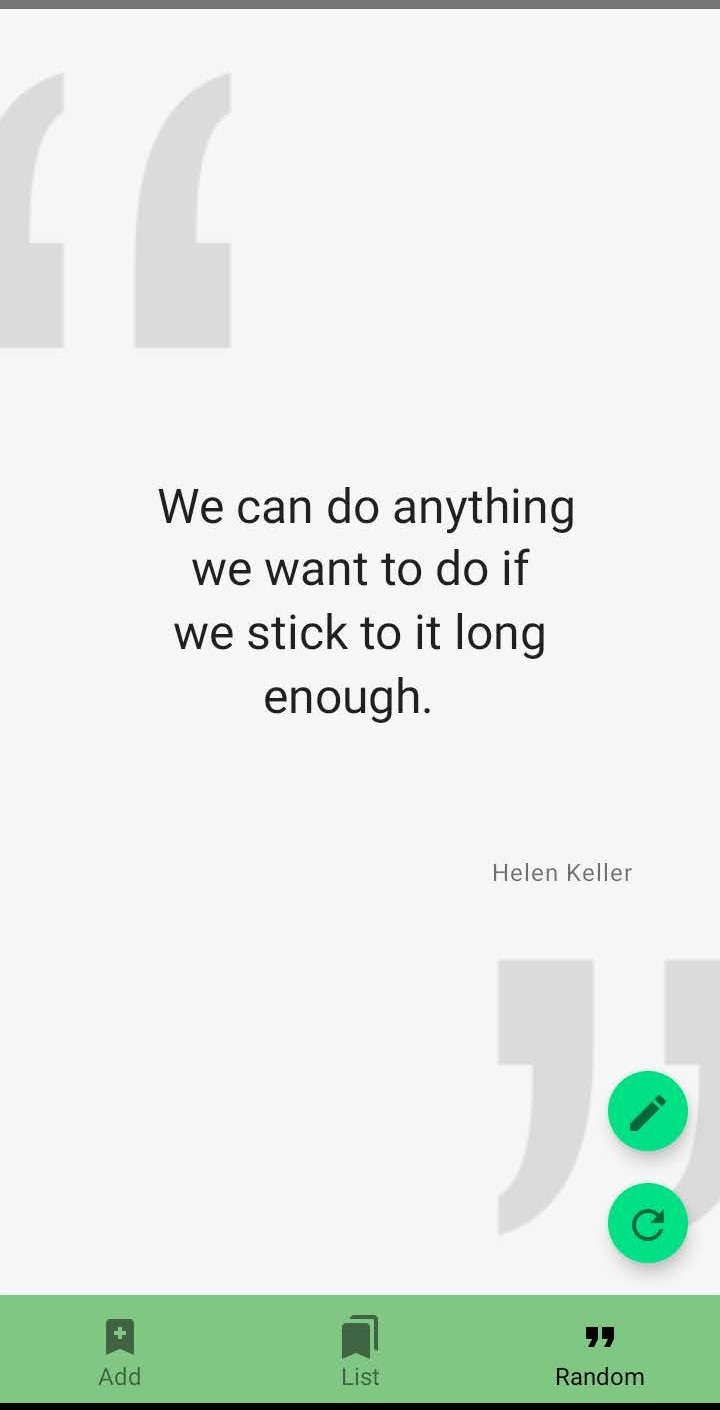 We can do anything
we want to do if
we stick to it long
enough.
Helen Keller
Add
List
Random